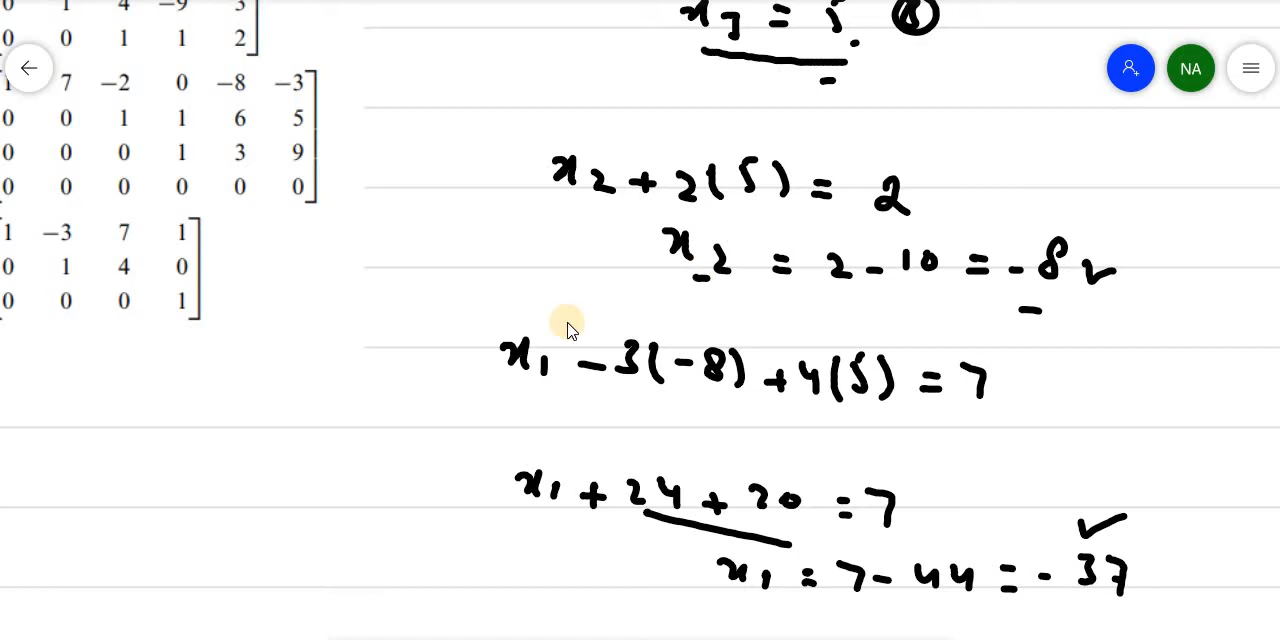 0 1 4 −9 3
0 0 1 1 2
1 7 −2 0 −8 −3
0 0 1 1 6 5
0 0 0 1 3 9
0 0 0 0 0 0
1 −3 7 1
0 1 4 0
0 0 0 1
x3 = 5.
x2 + 2(5) = 2
x2 = 2 - 10 = -8
x1 - 3(-8) + 4(5) = 7
x1 + 24 + 20 = 7
x1 = 7 - 44 = - 37
NA